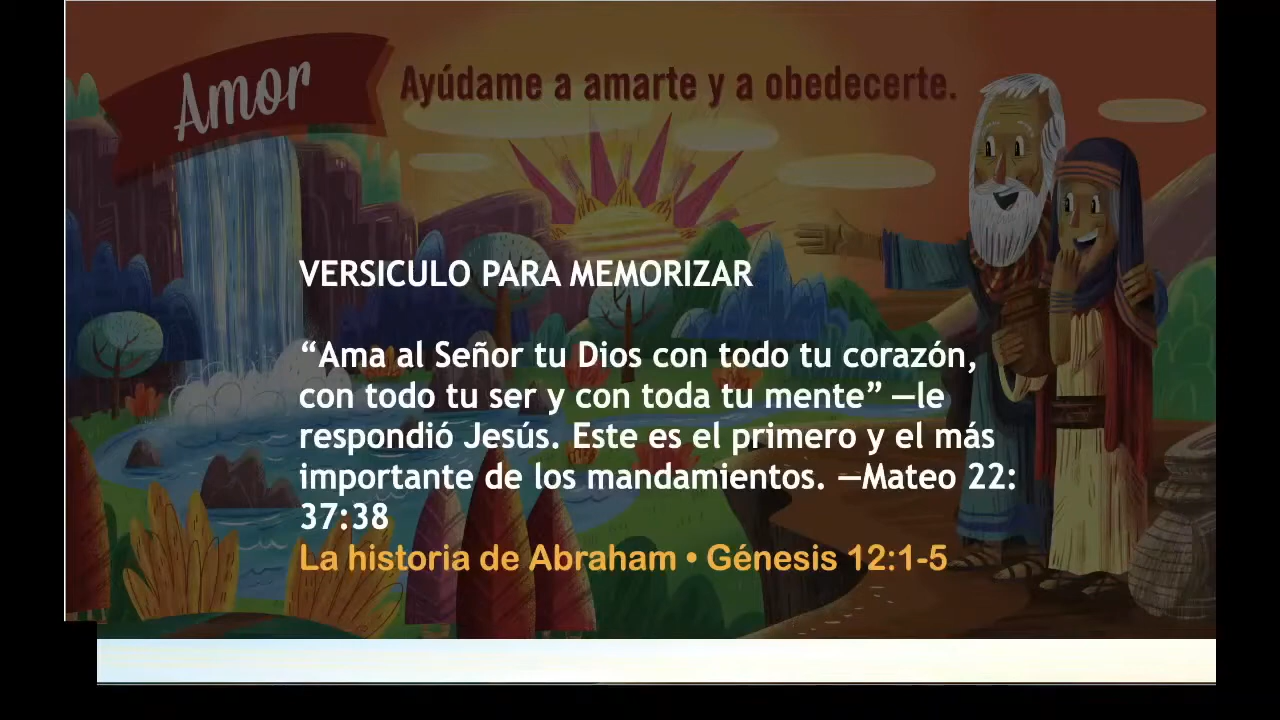 Amor
Ayúdame a amarte y a obedecerte.
VERSICULO PARA MEMORIZAR
“Ama al Señor tu Dios con todo tu corazón,
con todo tu ser y con toda tu mente” —le
respondió Jesús. Este es el primero y el más
importante de los mandamientos. —Mateo 22:
37:38
La historia de Abraham • Génesis 12:1-5